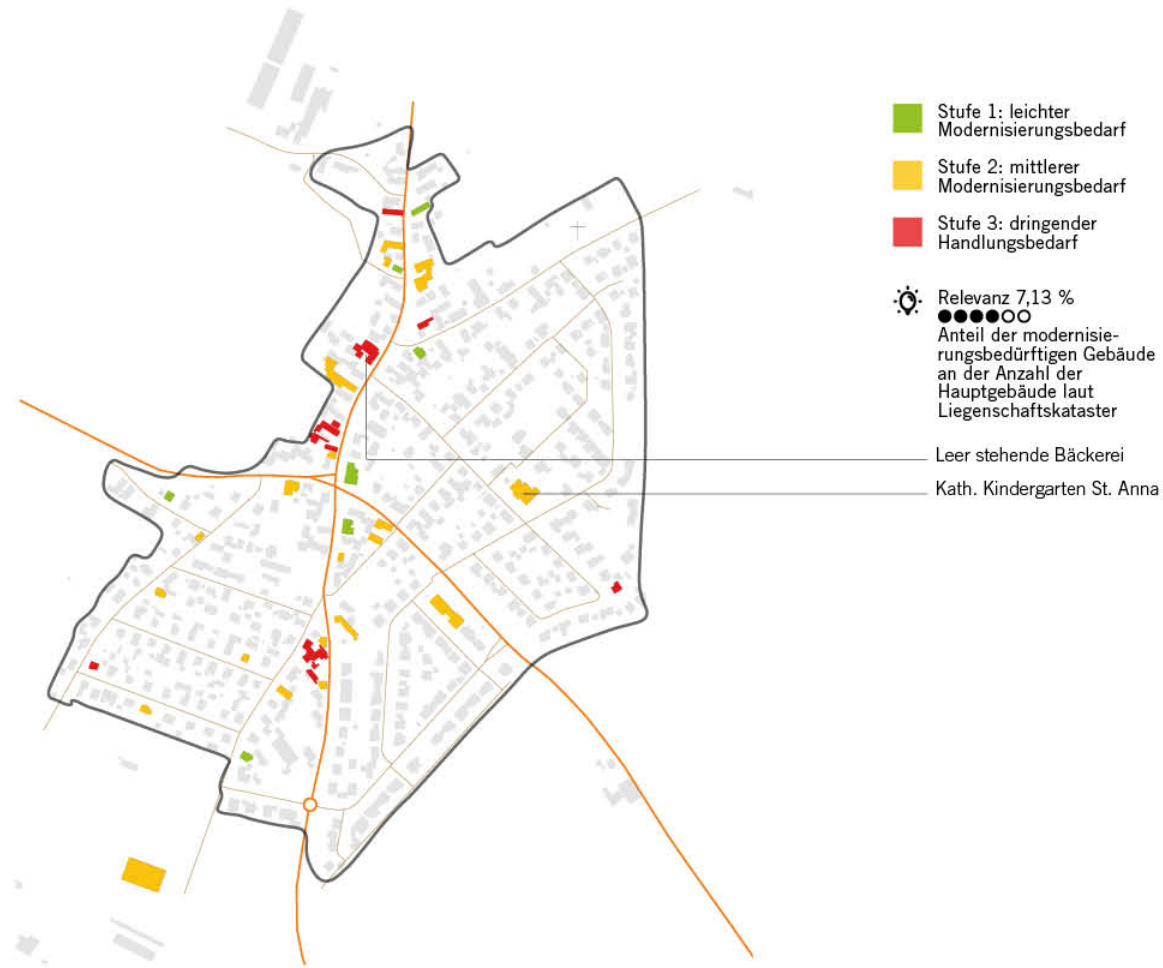 Stufe 1: leichter
Modernisierungsbedarf
Stufe 2: mittlerer
Modernisierungsbedarf
Stufe 3: dringender
Handlungsbedarf
Relevanz 7,13 %
Anteil der modernisie-
rungsbedürftigen Gebäude
an der Anzahl der
Hauptgebäude laut
Liegenschaftskataster
Leer stehende Bäckerei
Kath. Kindergarten St. Anna